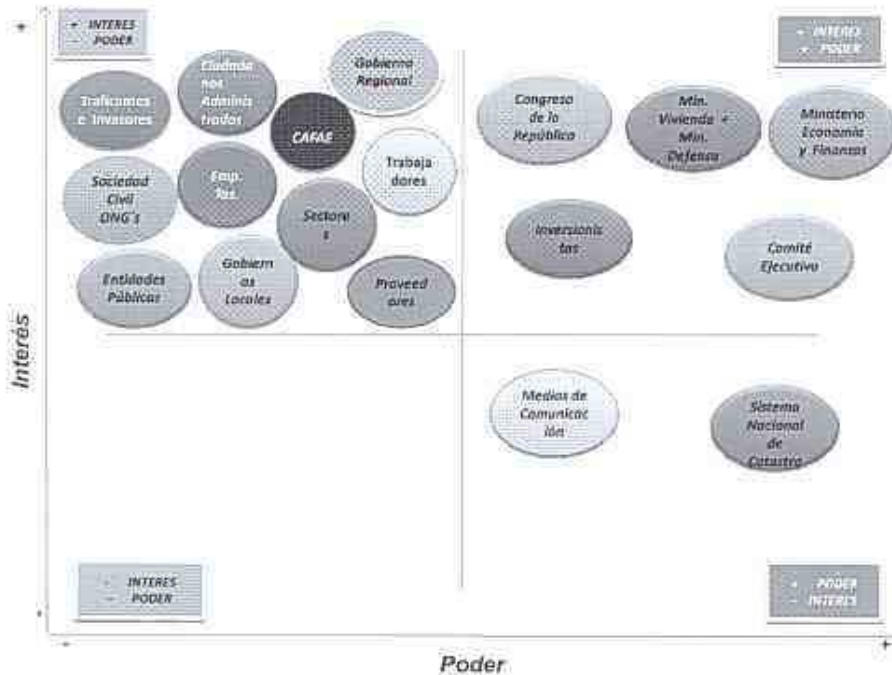 +
+ INTERES
− PODER
+ INTERES
+ PODER
Traficantes
e Invasores
Ciudada
nos
Adminis
trados
CAFAE
Gobierno
Regional
Sociedad
Civil
ONG´s
Emp.
Tas.
Trabaja
dores
Sectore
s
Entidades
Públicas
Gobiern
os
Locales
Proveed
ores
Congreso
de la
República
Min.
Vivienda +
Min.
Defensa
Ministerio
Economía
y Finanzas
Inversionis
tas
Comité
Ejecutivo
Interés
Medios de
Comunicac
ión
Sistema
Nacional
de
Catastro
- INTERES
− PODER
+ PODER
− INTERES
-
-
+
Poder